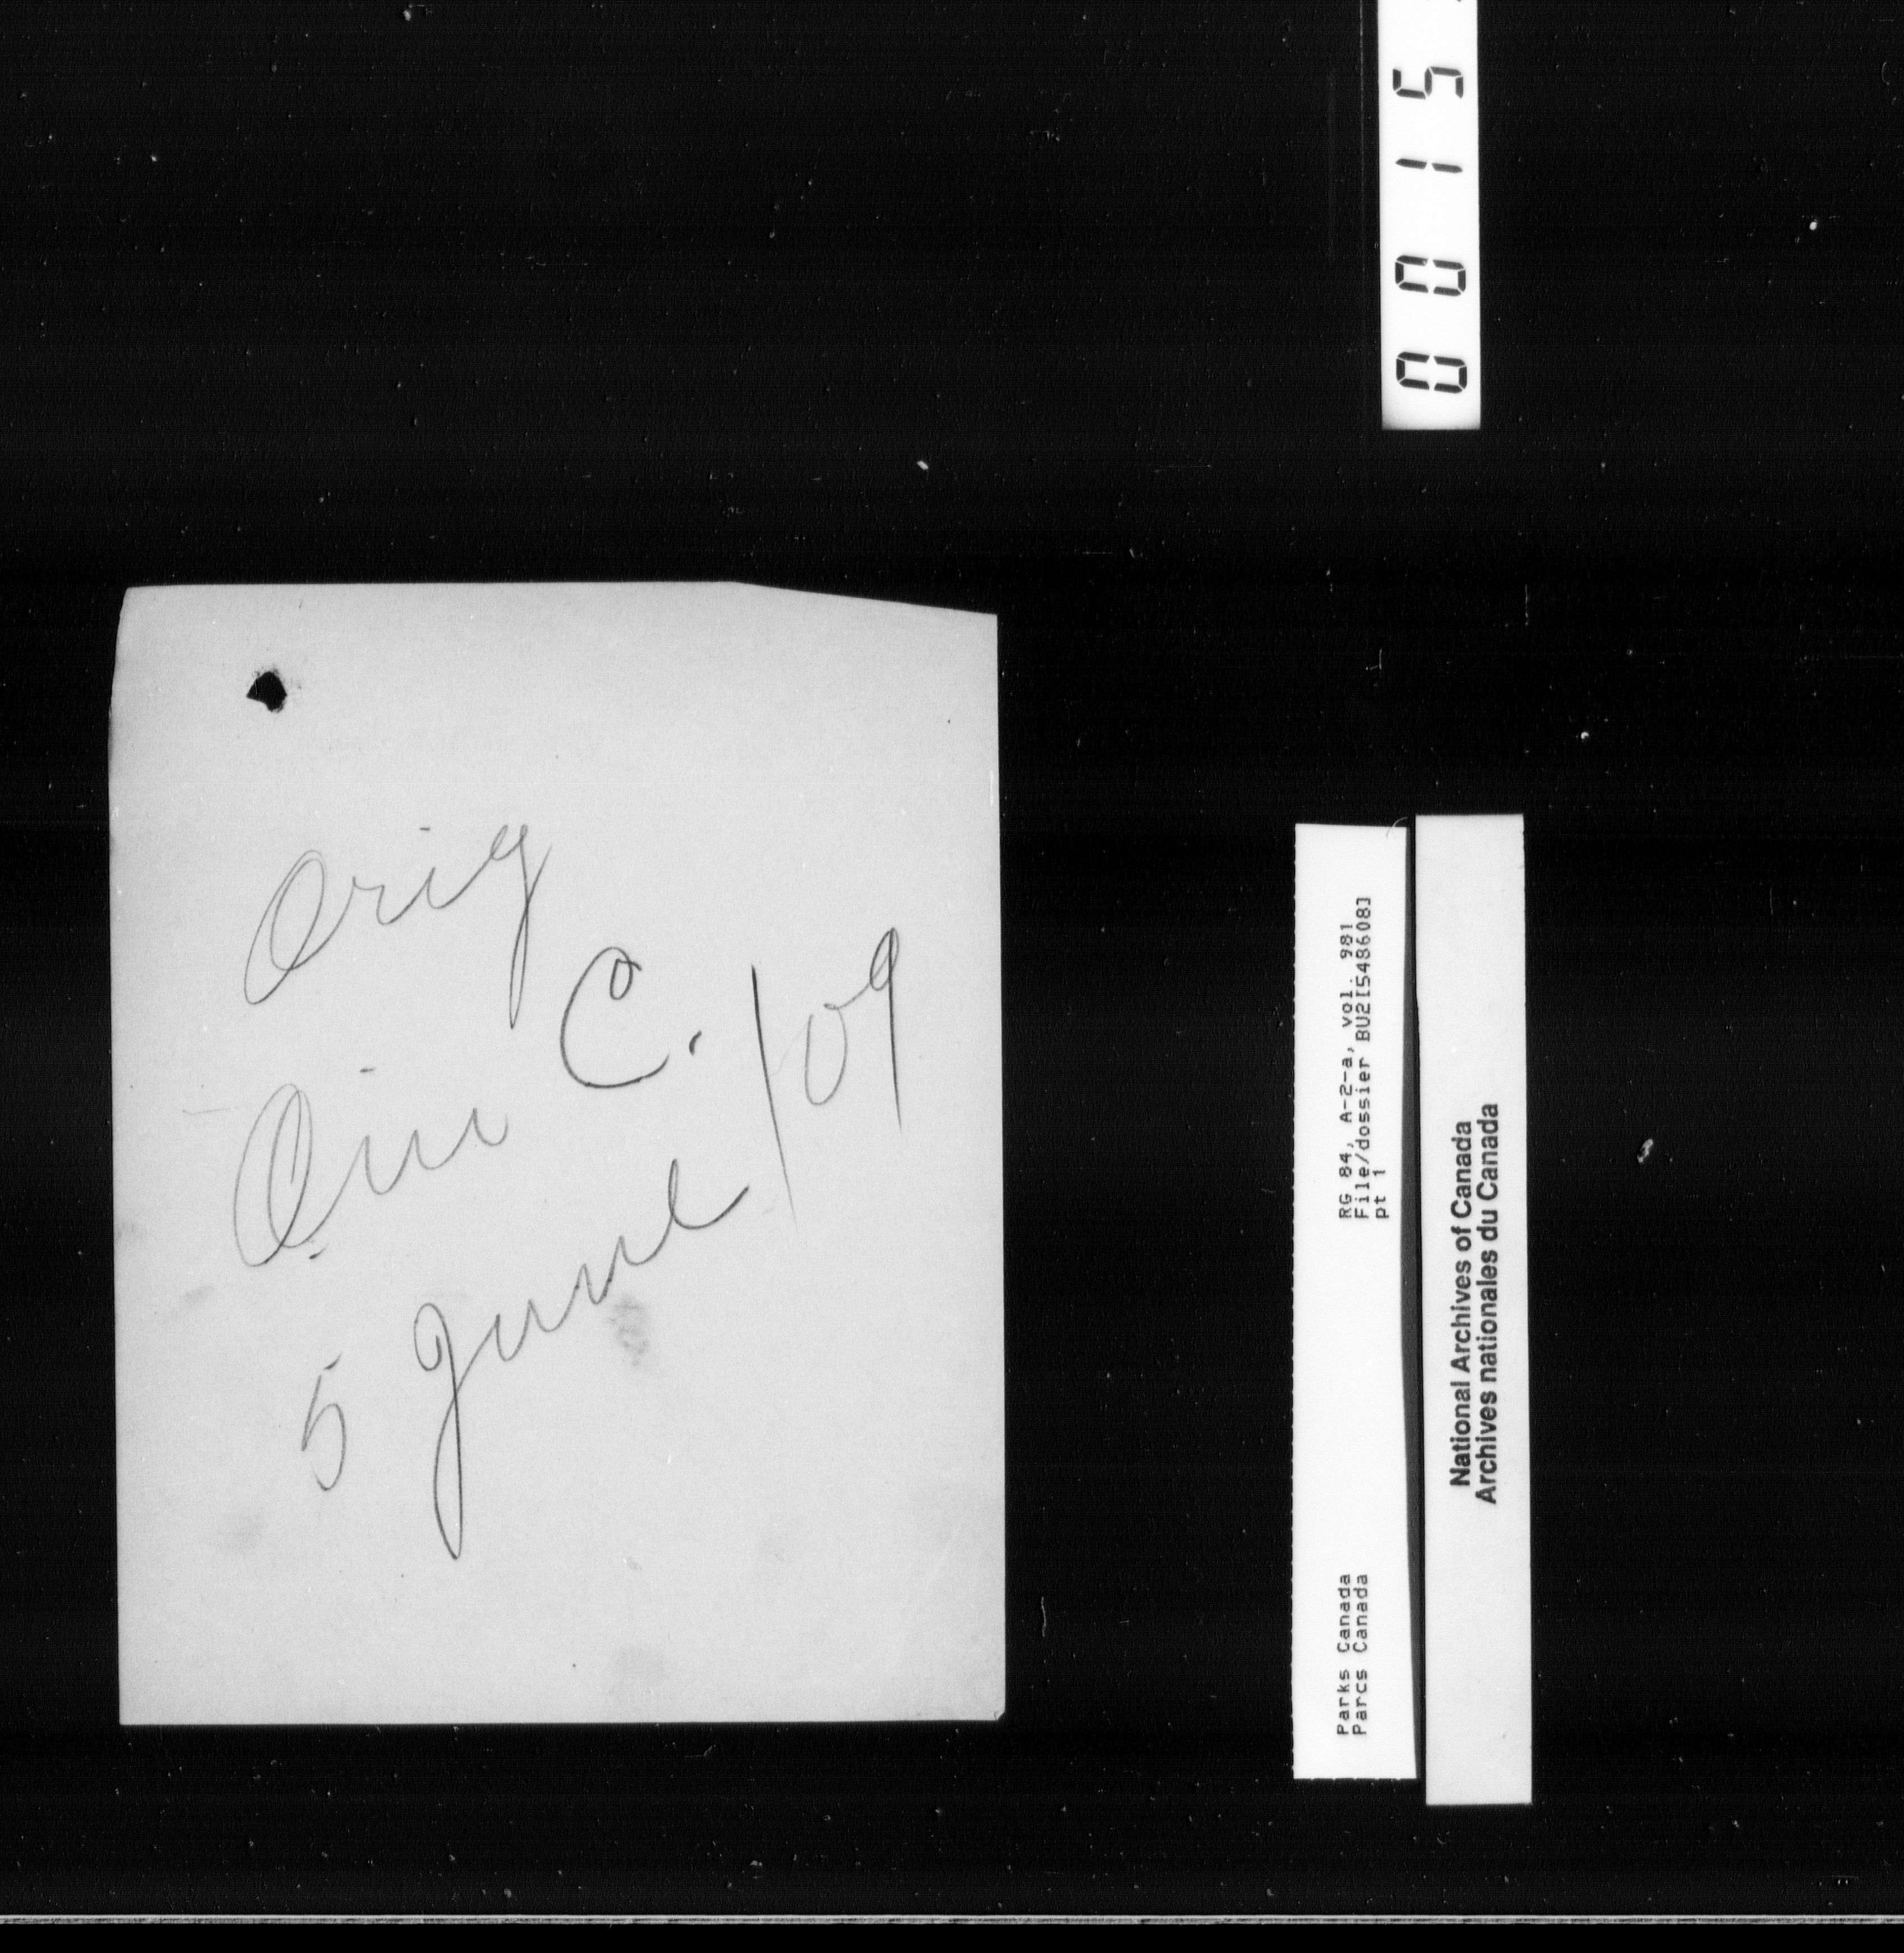 0015
Orig
Oin C.
5 June / 09
RG 84, A-2-a, vol. 981
File/dossier BU2[548608]
pt 1
Parks Canada
Parcs Canada
National Archives of Canada
Archives nationales du Canada